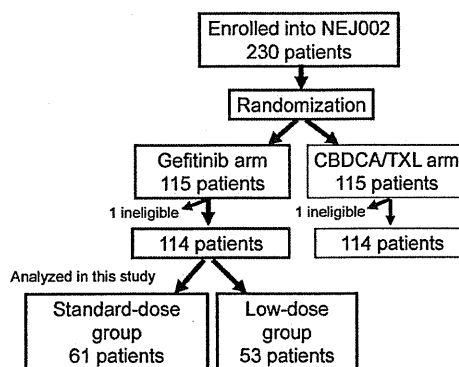 Enrolled into NEJ002
230 patients
Randomization
Gefitinib arm
115 patients
CBDCA/TXL arm
115 patients
1 ineligible
1 ineligible
114 patients
114 patients
Analyzed in this study
Standard-dose
group
61 patients
Low-dose
group
53 patients